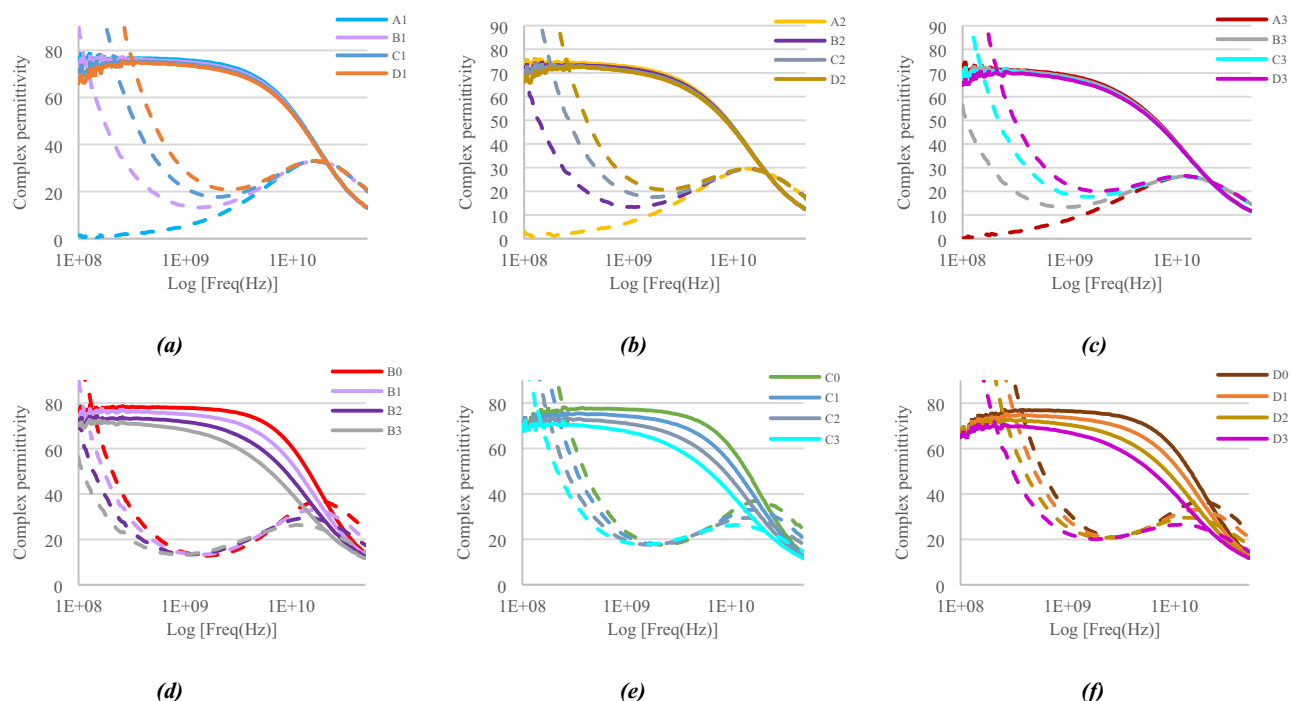 Complex permittivity
80
60
40
20
0
1E+08
1E+09
1E+10
Log [Freq(Hz)]
A1
B1
C1
D1
(a)
Complex permittivity
90
80
70
60
50
40
30
20
10
0
1E+08
1E+09
1E+10
Log [Freq(Hz)]
A2
B2
C2
D2
(b)
Complex permittivity
90
80
70
60
50
40
30
20
10
0
1E+08
1E+09
1E+10
Log [Freq(Hz)]
A3
B3
C3
D3
(c)
Complex permittivity
80
60
40
20
0
1E+08
1E+09
1E+10
Log [Freq(Hz)]
B0
B1
B2
B3
(d)
Complex permittivity
80
60
40
20
0
1E+08
1E+09
1E+10
Log [Freq(Hz)]
C0
C1
C2
C3
(e)
Complex permittivity
80
60
40
20
0
1E+08
1E+09
1E+10
Log [Freq(Hz)]
D0
D1
D2
D3
(f)